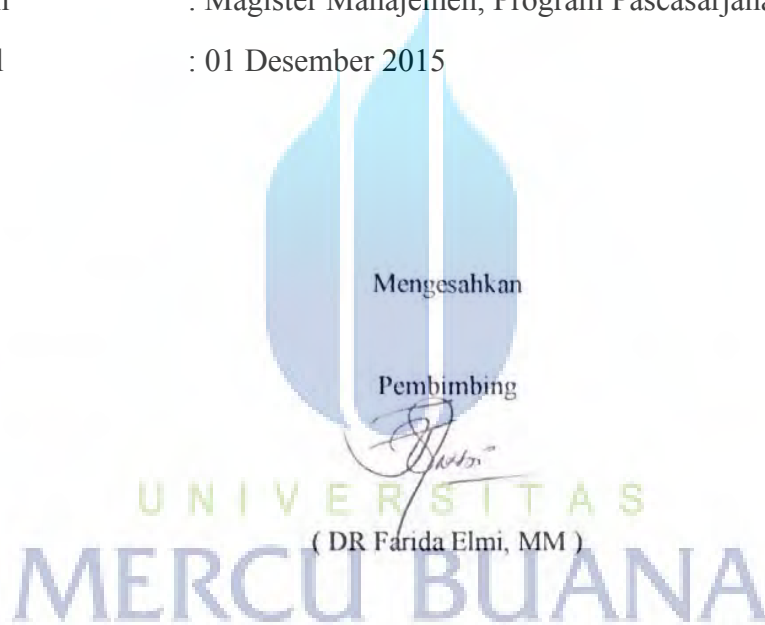 : Magister Manajemen, Program Pascasarjana
: 01 Desember 2015
Mengesahkan
Pembimbing
( DR Farida Elmi, MM )
UNIVERSITAS
MERCU BUANA